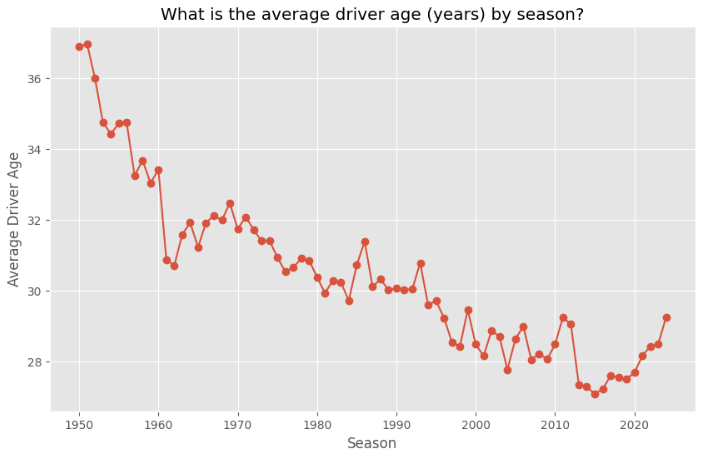 What is the average driver age (years) by season?
36
34
32
30
28
Average Driver Age
1950 1960 1970 1980 1990 2000 2010 2020
Season